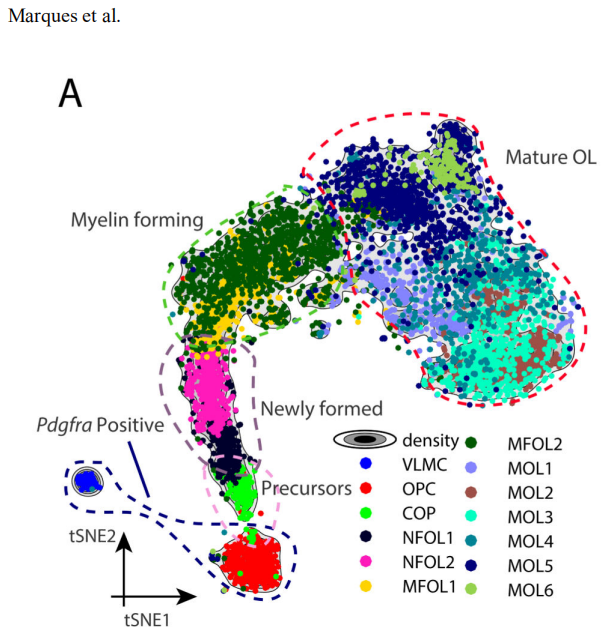 Marques et al.
A
Mature OL
Myelin forming
Newly formed
Pdgfra Positive
Precursors
tSNE2
tSNE1
density
VLMC
OPC
COP
NFOL1
NFOL2
MFOL1
MFOL2
MOL1
MOL2
MOL3
MOL4
MOL5
MOL6